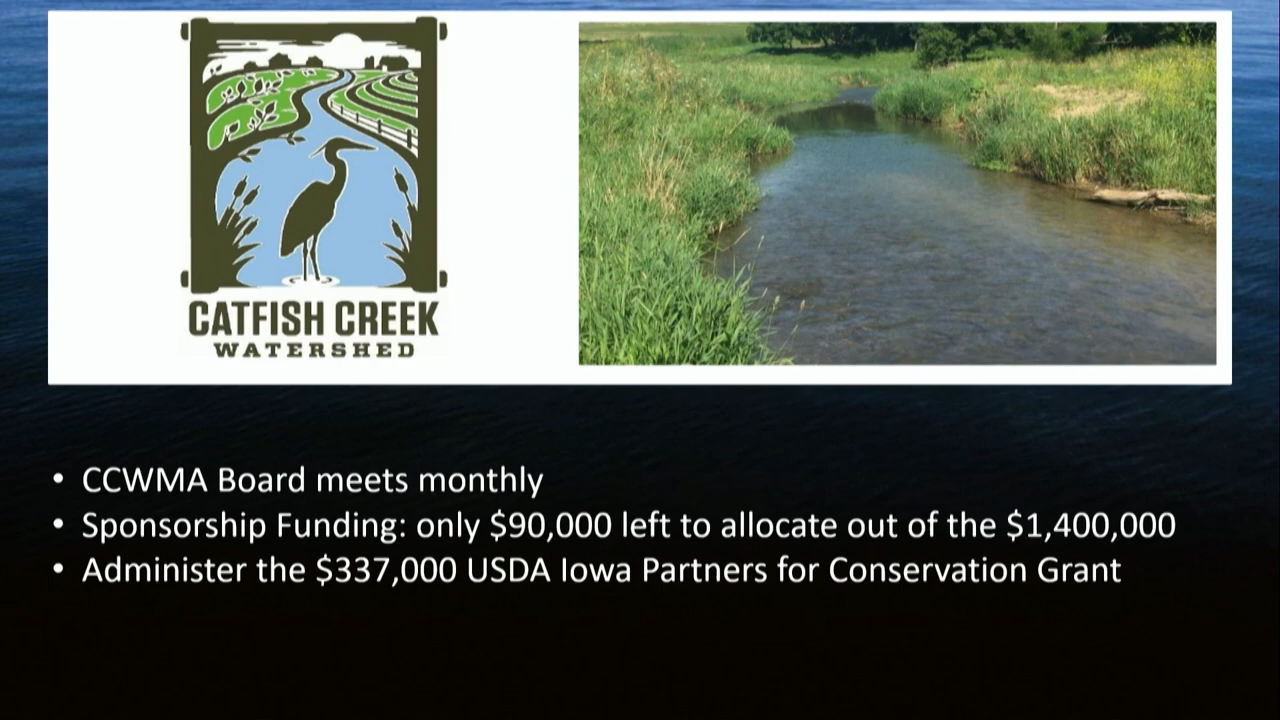 CATFISH CREEK
WATERSHED
• CCWMA Board meets monthly
• Sponsorship Funding: only $90,000 left to allocate out of the $1,400,000
• Administer the $337,000 USDA Iowa Partners for Conservation Grant